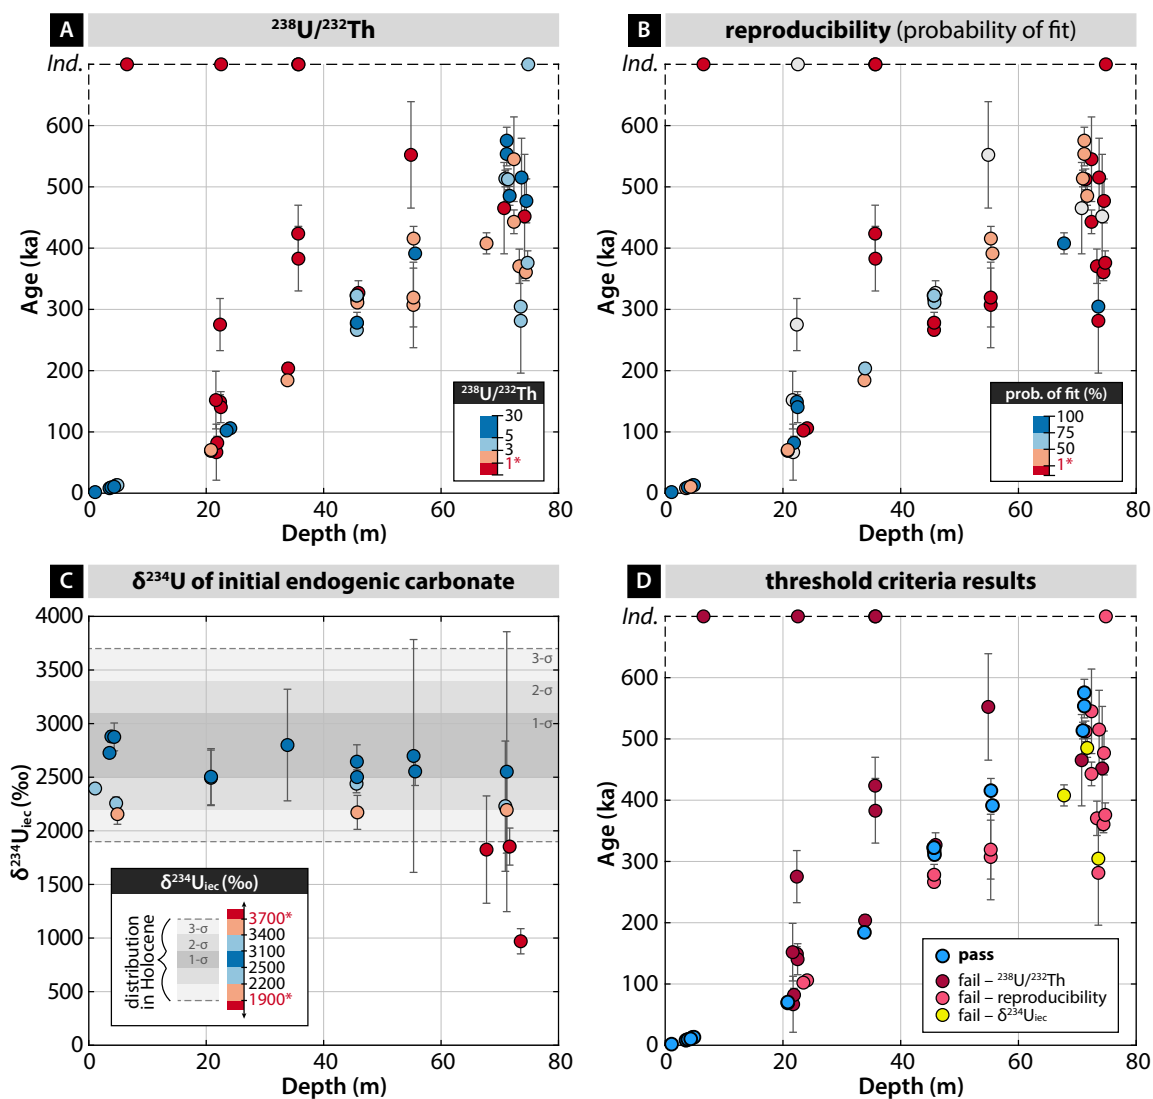 A
²³⁸U/²³²Th
Ind.
600
500
400
300
200
100
0
Age (ka)
0 20 40 60 80
Depth (m)
²³⁸U/²³²Th
30
5
3
1*
B
reproducibility (probability of fit)
Ind.
600
500
400
300
200
100
0
Age (ka)
0 20 40 60 80
Depth (m)
prob. of fit (%)
100
75
50
1*
C
δ²³⁴U of initial endogenic carbonate
4000
3500
3000
2500
2000
1500
1000
500
0
δ²³⁴Uiec (‰)
3-σ
2-σ
1-σ
δ²³⁴Uiec (‰)
distribution
in Holocene
3-σ
2-σ
1-σ
3700*
3400
3100
2500
2200
1900*
0 20 40 60 80
Depth (m)
D
threshold criteria results
Ind.
600
500
400
300
200
100
0
Age (ka)
pass
fail – ²³⁸U/²³²Th
fail – reproducibility
fail – δ²³⁴Uiec
0 20 40 60 80
Depth (m)